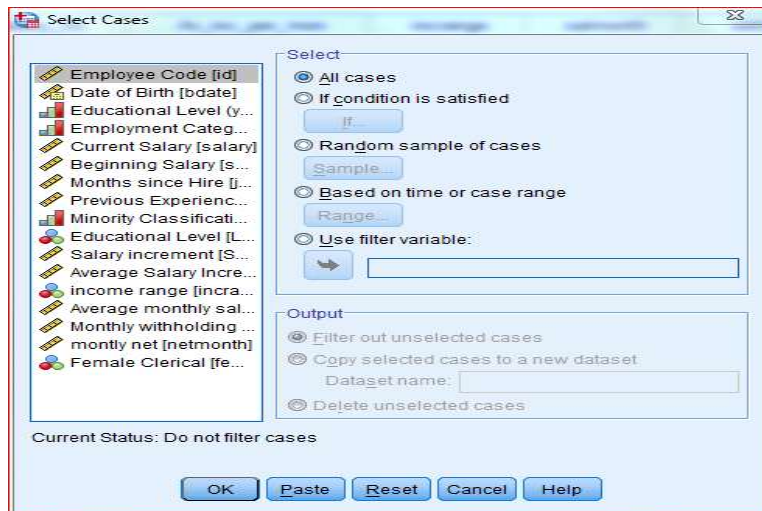 Select Cases
Employee Code [id]
Date of Birth [bdate]
Educational Level (y...
Employment Categ...
Current Salary [salary]
Beginning Salary [s...
Months since Hire [j...
Previous Experienc...
Minority Classificati...
Educational Level [L...
Salary increment [S...
Average Salary Incre...
income range [incra...
Average monthly sal...
Monthly withholding ...
montly net [netmonth]
Female Clerical [fe...
Current Status: Do not filter cases
Select
All cases
If condition is satisfied
If...
Random sample of cases
Sample...
Based on time or case range
Range...
Use filter variable:
Output
Filter out unselected cases
Copy selected cases to a new dataset
Dataset name:
Delete unselected cases
OK Paste Reset Cancel Help